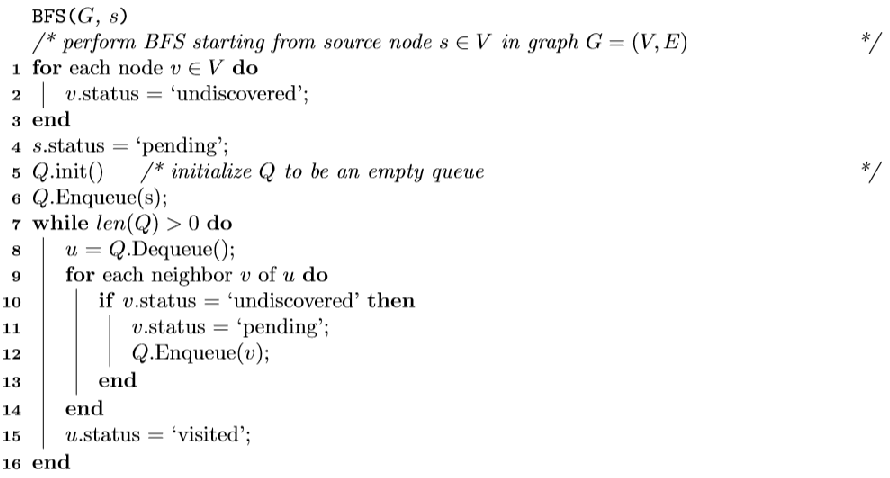 BFS(G, s)
/* perform BFS starting from source node s ∈ V in graph G = (V, E) */
1 for each node v ∈ V do
2 v.status = ‘undiscovered’;
3 end
4 s.status = ‘pending’;
5 Q.init() /* initialize Q to be an empty queue */
6 Q.Enqueue(s);
7 while len(Q) > 0 do
8 u = Q.Dequeue();
9 for each neighbor v of u do
10 if v.status = ‘undiscovered’ then
11 v.status = ‘pending’;
12 Q.Enqueue(v);
13 end
14 end
15 u.status = ‘visited’;
16 end